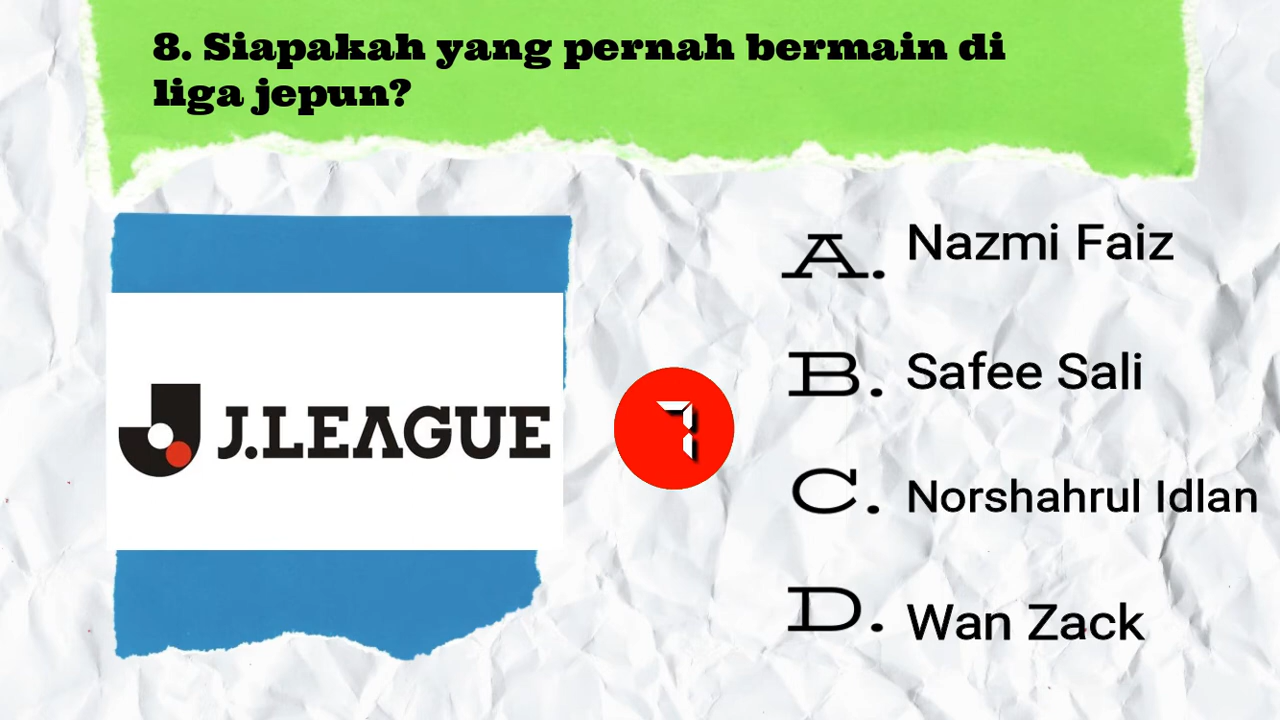 8. Siapakah yang pernah bermain di
liga jepun?
A. Nazmi Faiz
J.LEAGUE
7
B. Safee Sali
C. Norshahrul Idlan
D. Wan Zack